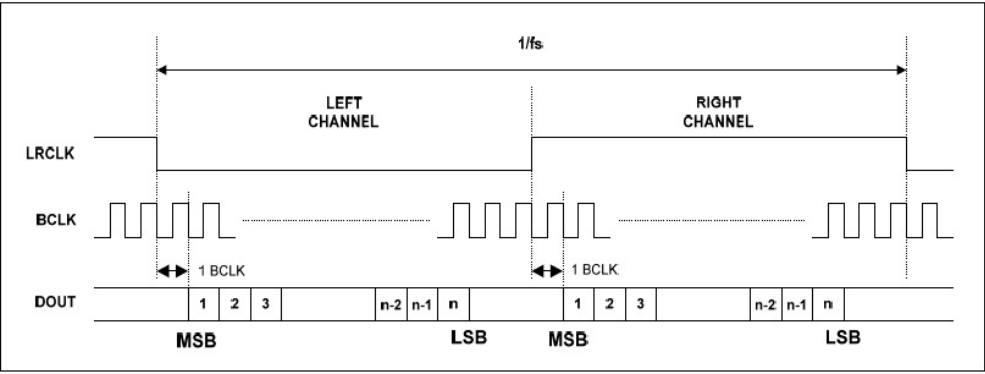 1/fs
LEFT
CHANNEL
RIGHT
CHANNEL
LRCLK
BCLK
1 BCLK
1 BCLK
DOUT
1 2 3 n-2 n-1 n 1 2 3 n-2 n-1 n
MSB LSB MSB LSB